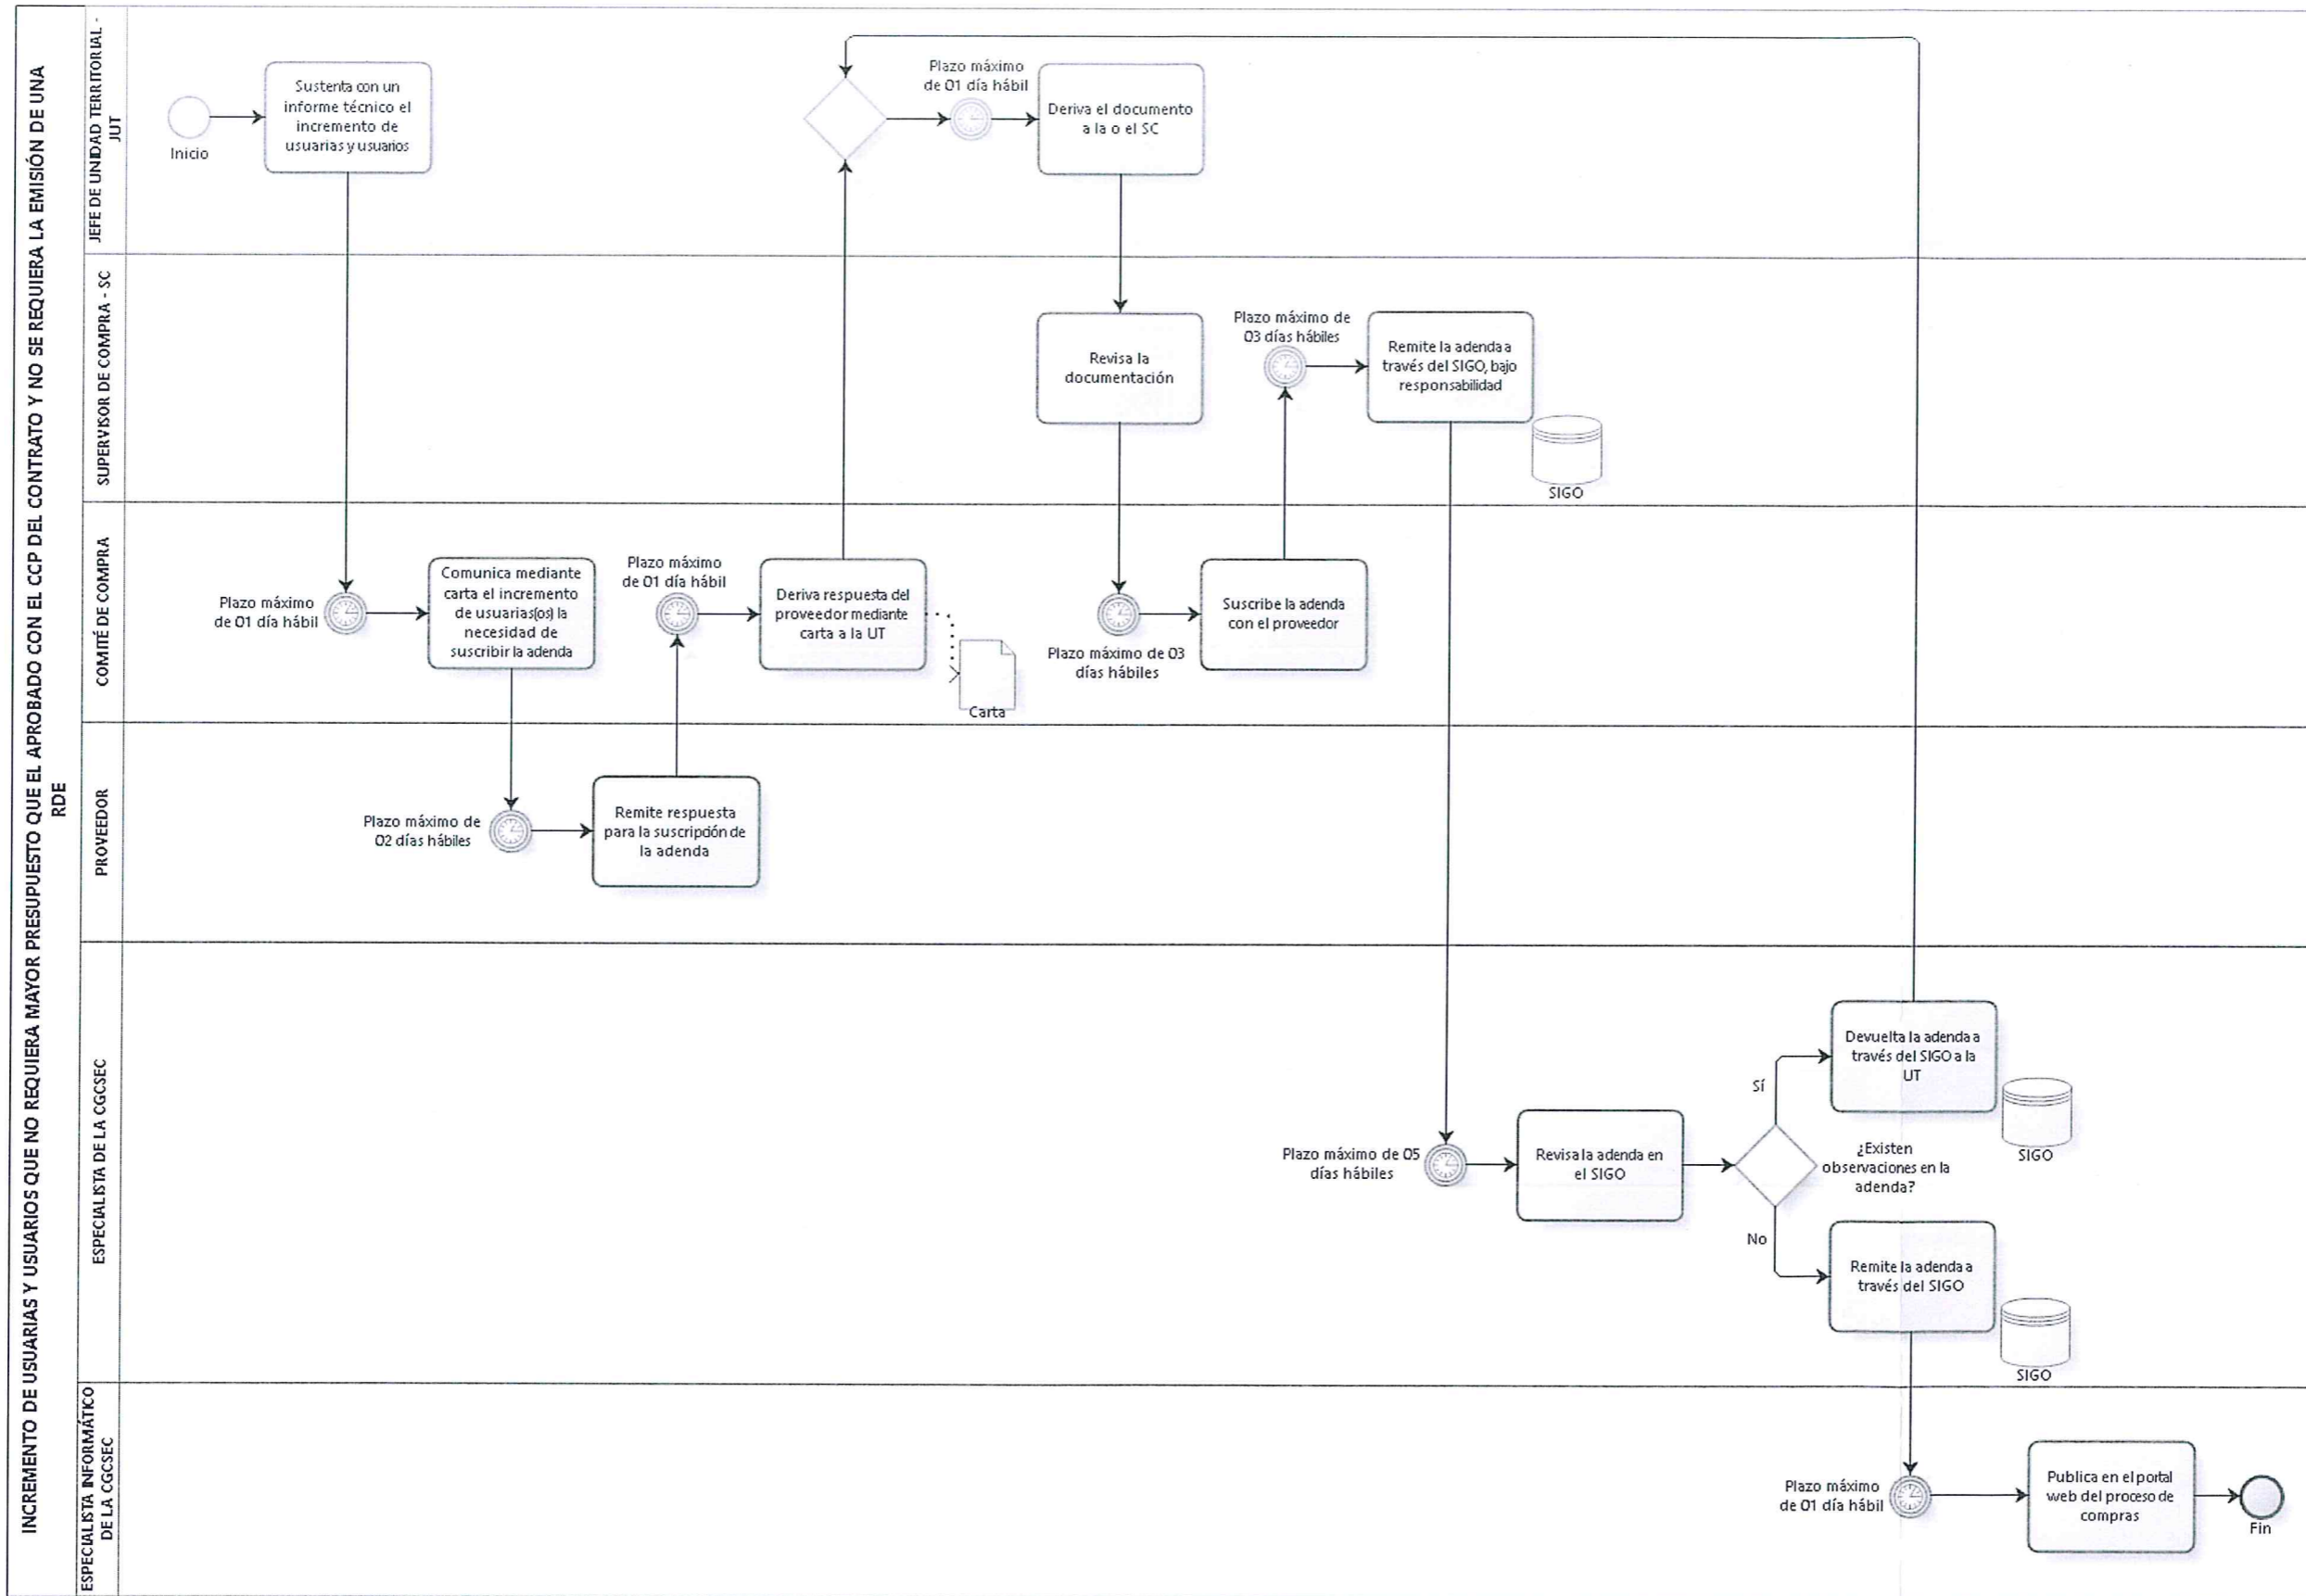 INCREMENTO DE USUARIAS Y USUARIOS QUE NO REQUIERA MAYOR PRESUPUESTO QUE EL APROBADO CON EL CCP DEL CONTRATO Y NO SE REQUIERA LA EMISIÓN DE UNA
RDE
JEFE DE UNIDAD TERRITORIAL -
JUT
Inicio
Sustenta con un
informe técnico el
incremento de
usuarias y usuarios
Plazo máximo
de 01 día hábil
Deriva el documento
a la o el SC
SUPERVISOR DE COMPRA - SC
Revisa la
documentación
Plazo máximo de
03 días hábiles
Remite la adenda a
través del SIGO, bajo
responsabilidad
SIGO
COMITÉ DE COMPRA
Plazo máximo
de 01 día hábil
Comunica mediante
carta el incremento
de usuarias(os) la
necesidad de
suscribir la adenda
Plazo máximo
de 01 día hábil
Deriva respuesta del
proveedor mediante
carta a la UT
Carta
Plazo máximo de 03
días hábiles
Suscribe la adenda
con el proveedor
PROVEEDOR
Plazo máximo de
02 días hábiles
Remite respuesta
para la suscripción de
la adenda
ESPECIALISTA DE LA CGCSEC
Plazo máximo de 05
días hábiles
Revisa la adenda en
el SIGO
¿Existen
observaciones en la
adenda?
Sí
Devuelta la adenda a
través del SIGO a la
UT
SIGO
No
Remite la adenda a
través del SIGO
SIGO
ESPECIALISTA INFORMÁTICO
DE LA CGCSEC
Plazo máximo
de 01 día hábil
Publica en el portal
web del proceso de
compras
Fin